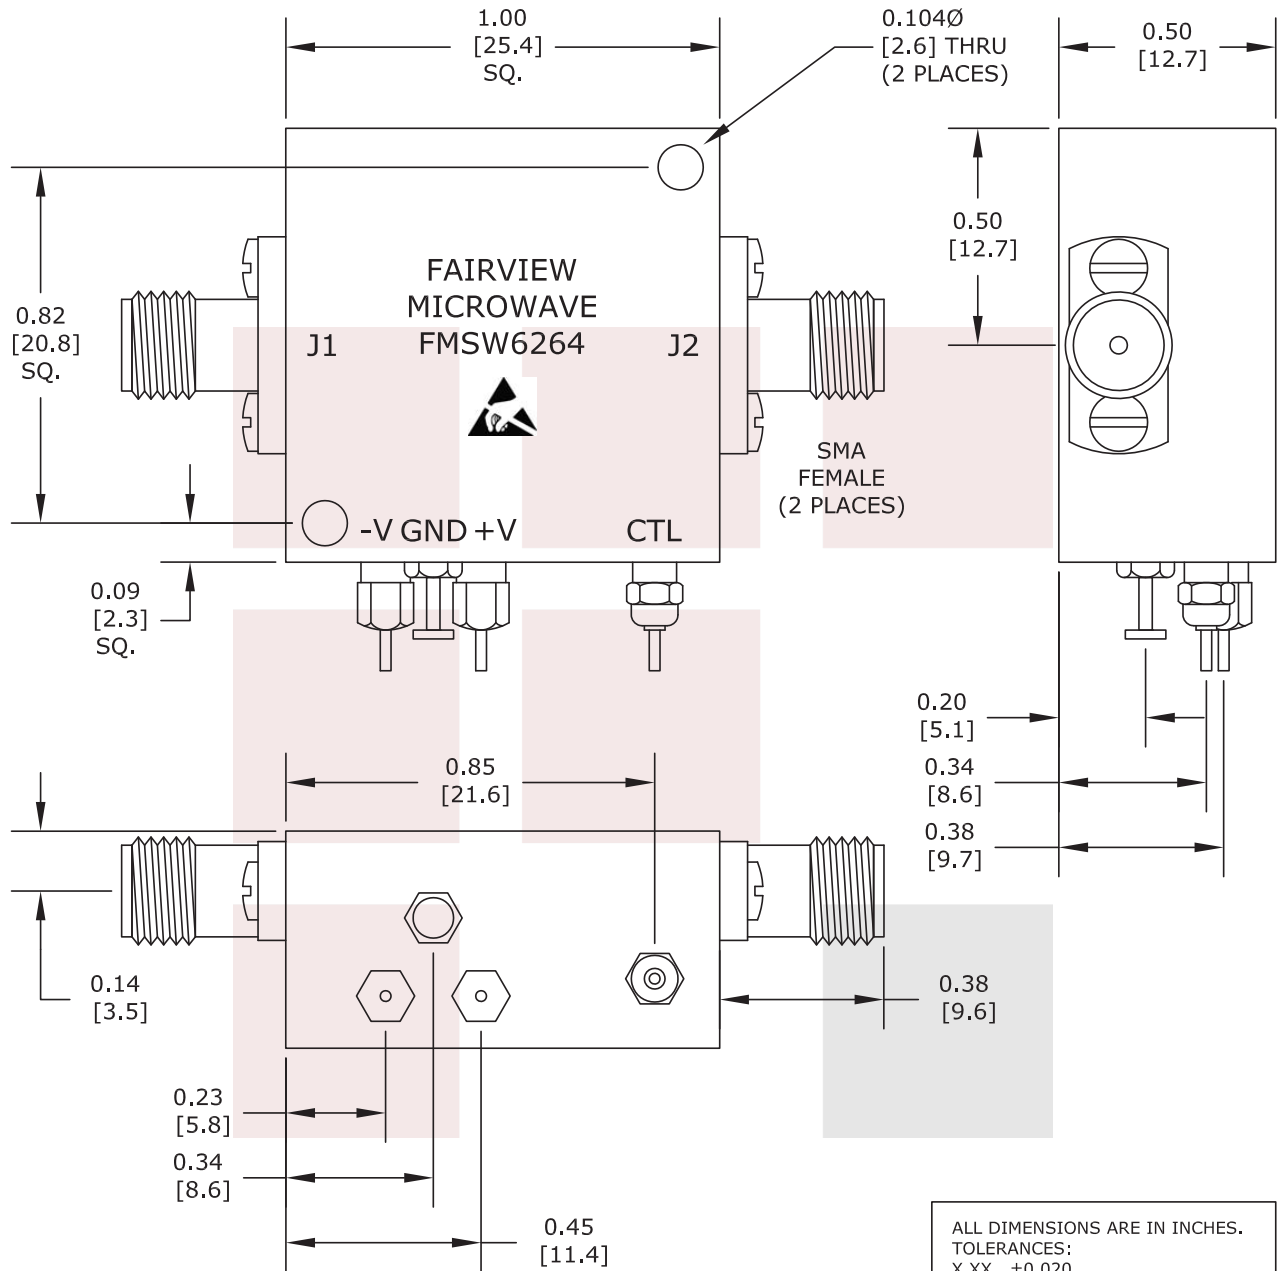 1.00
[25.4]
SQ.
0.104Ø
[2.6] THRU
(2 PLACES)
0.50
[12.7]
0.82
[20.8]
SQ.
FAIRVIEW
MICROWAVE
FMSW6264
J1
J2
0.50
[12.7]
SMA
FEMALE
(2 PLACES)
-V GND +V
CTL
0.09
[2.3]
SQ.
0.20
[5.1]
0.34
[8.6]
0.38
[9.7]
0.85
[21.6]
0.14
[3.5]
0.38
[9.6]
0.23
[5.8]
0.34
[8.6]
0.45
[11.4]
ALL DIMENSIONS ARE IN INCHES.
TOLERANCES:
X.XX ±0.020